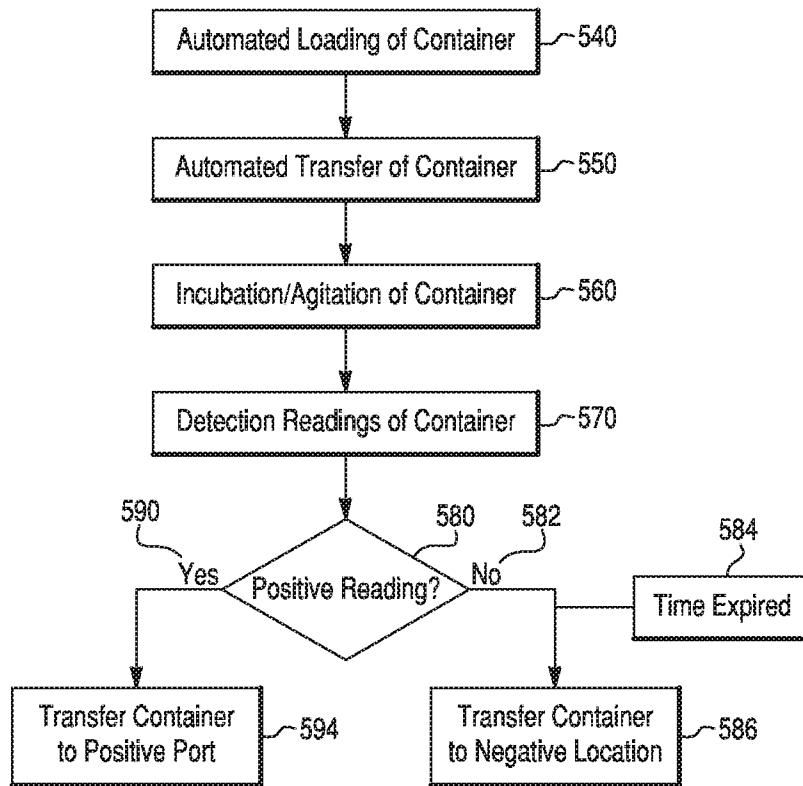 Automated Loading of Container
540
Automated Transfer of Container
550
Incubation/Agitation of Container
560
Detection Readings of Container
570
590
580
582
584
Yes
Positive Reading?
No
Time Expired
Transfer Container
to Positive Port
594
Transfer Container
to Negative Location
586